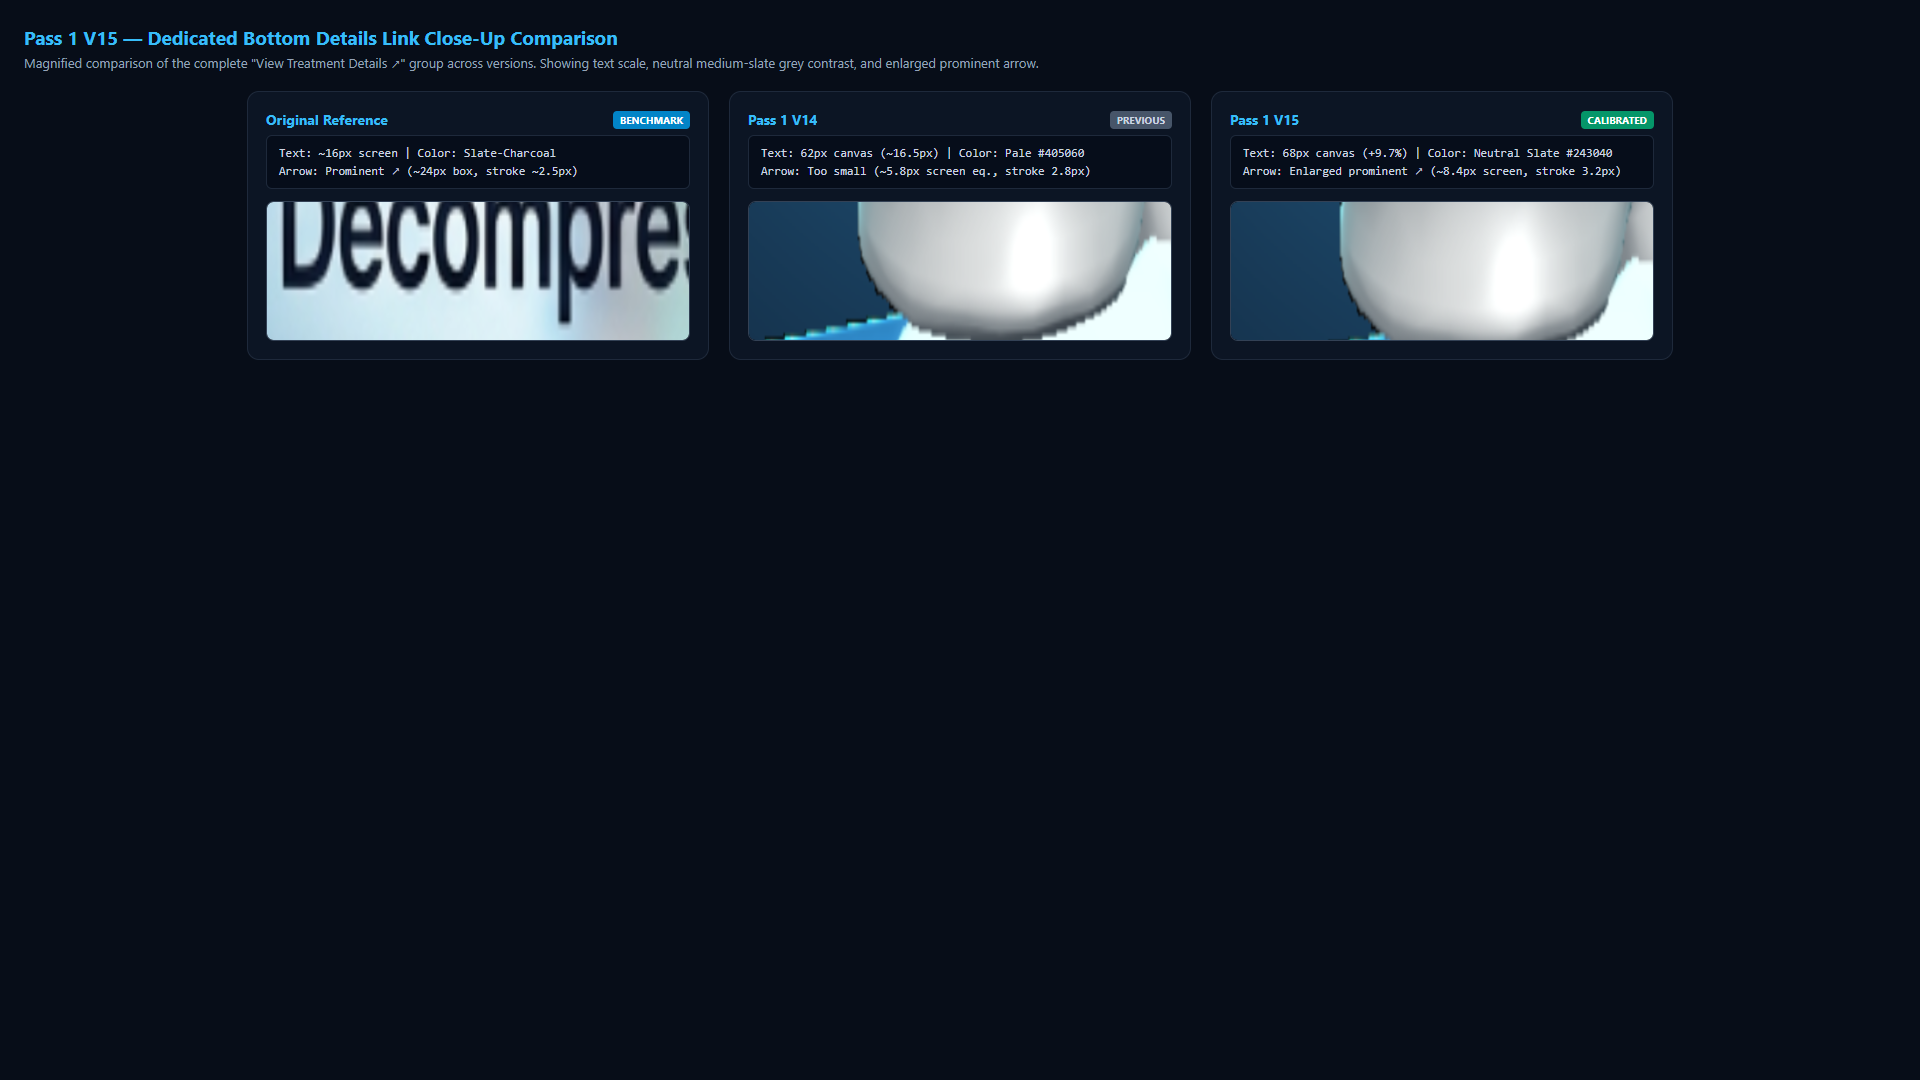 Pass 1 V15 — Dedicated Bottom Details Link Close-Up Comparison
Magnified comparison of the complete "View Treatment Details ↗" group across versions. Showing text scale, neutral medium-slate grey contrast, and enlarged prominent arrow.
Original Reference
BENCHMARK
Text: ~16px screen | Color: Slate-Charcoal
Arrow: Prominent ↗ (~24px box, stroke ~2.5px)
Decompres
Pass 1 V14
PREVIOUS
Text: 62px canvas (~16.5px) | Color: Pale #405060
Arrow: Too small (~5.8px screen eq., stroke 2.8px)
Pass 1 V15
CALIBRATED
Text: 68px canvas (+9.7%) | Color: Neutral Slate #243040
Arrow: Enlarged prominent ↗ (~8.4px screen, stroke 3.2px)